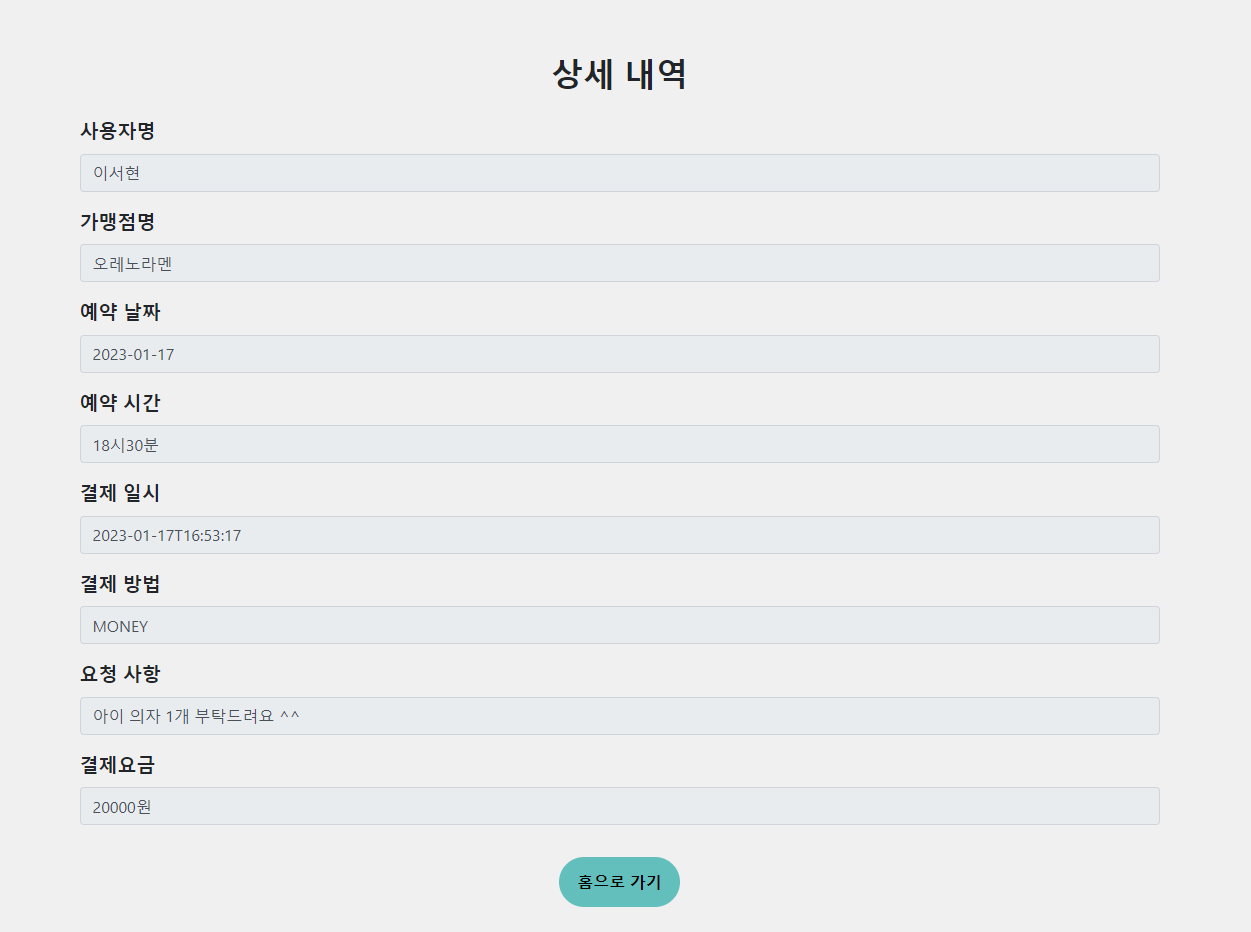 상세 내역
사용자명
이서현
가맹점명
오레노라멘
예약 날짜
2023-01-17
예약 시간
18시30분
결제 일시
2023-01-17T16:53:17
결제 방법
MONEY
요청 사항
아이 의자 1개 부탁드려요 ^^
결제요금
20000원
홈으로 가기